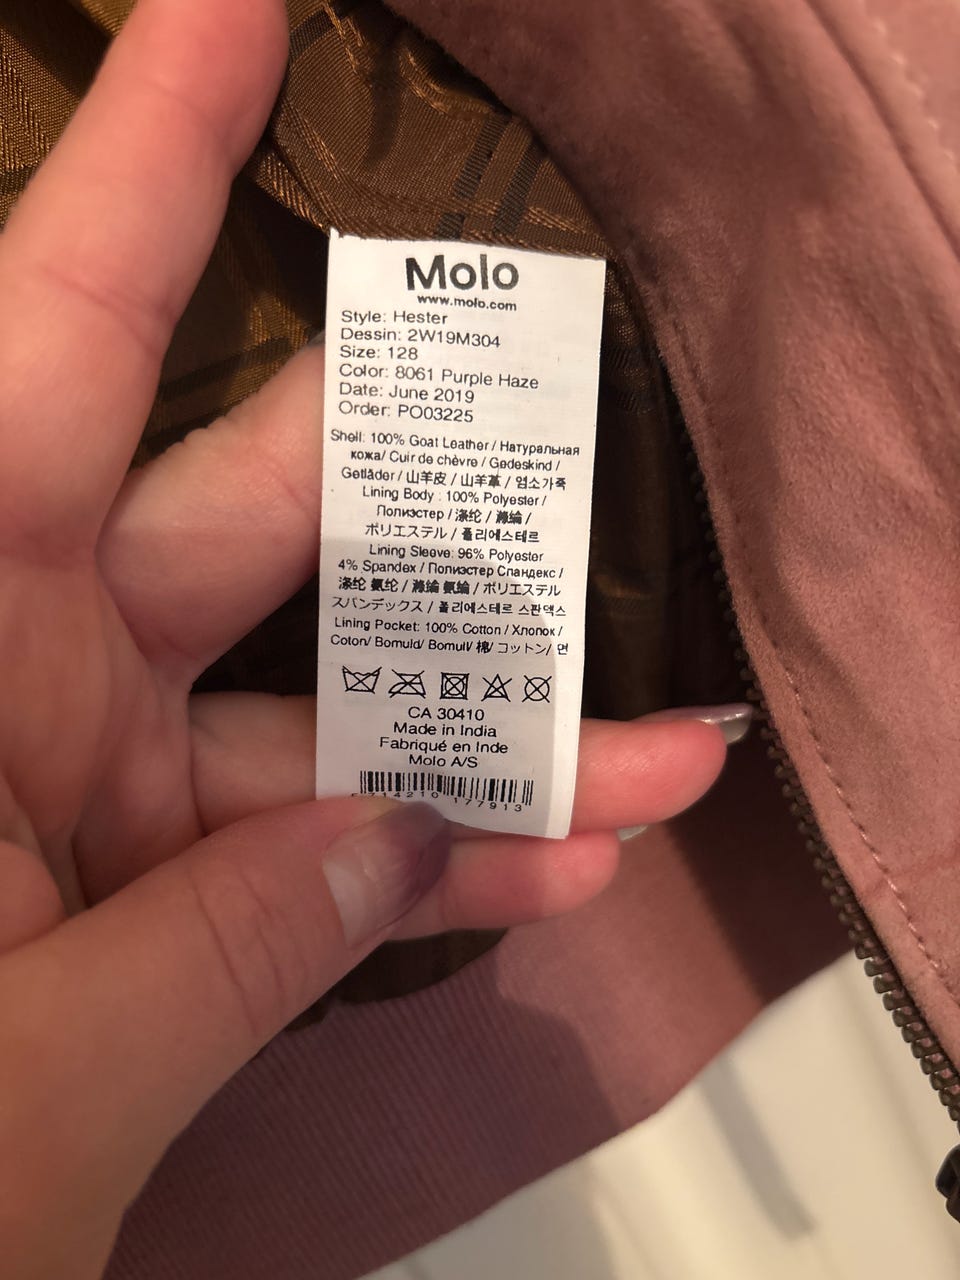 Molo
www.molo.com
Style: Hester
Dessin: 2W19M304
Size: 128
Color: 8061 Purple Haze
Date: June 2019
Order: PO03225
Shell: 100% Goat Leather / Натуральная
кожа/ Cuir de chèvre / Gedeskind /
Getläder / 山羊皮 / 山羊革 / 염소가죽
Lining Body : 100% Polyester /
Полиэстер / 涤纶 / 滌綸 /
ポリエステル / 폴리에스테르
Lining Sleeve: 96% Polyester
4% Spandex / Полиэстер Спандекс /
涤纶 氨纶 / 滌綸 氨綸 / ポリエステル
スパンデックス / 폴리에스테르 스판덱스
Lining Pocket: 100% Cotton / Хлопок /
Coton/ Bomuld/ Bomull/ 棉/ コットン/ 면
CA 30410
Made in India
Fabriqué en Inde
Molo A/S
5 714210 177913